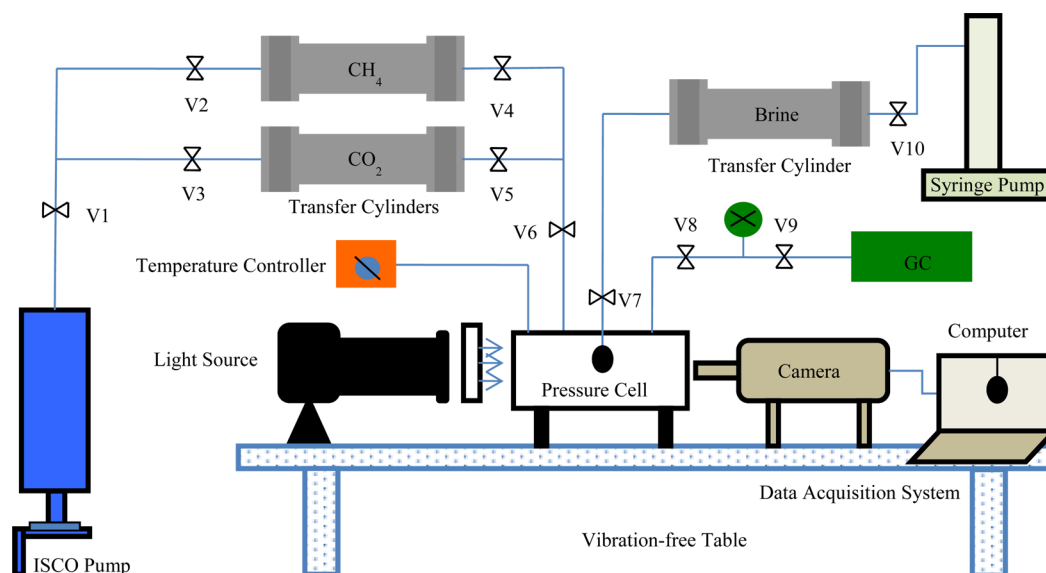 CH4
V2
V4
Brine
V10
CO2
V3
V5
Transfer Cylinder
Syringe Pump
Transfer Cylinders
V1
V6
V8
V9
Temperature Controller
GC
V7
Computer
Light Source
Camera
Pressure Cell
Data Acquisition System
Vibration-free Table
ISCO Pump